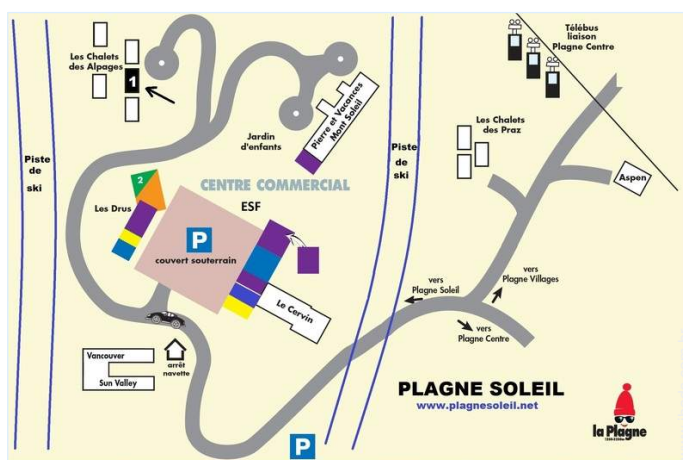 Télébus
liaison
Plagne Centre
Les Chalets
des Alpages
1
Pierre et Vacances
Mont Soleil
Les Chalets
des Praz
Jardin
d'enfants
Piste
de
ski
Piste
de
ski
Aspen
2
CENTRE COMMERCIAL
ESF
Les Drus
P
couvert souterrain
vers
Plagne Villages
vers
Plagne Soleil
Le Cervin
vers
Plagne Centre
Vancouver
Sun Valley
arrêt
navette
PLAGNE SOLEIL
www.plagnesoleil.net
la Plagne
P